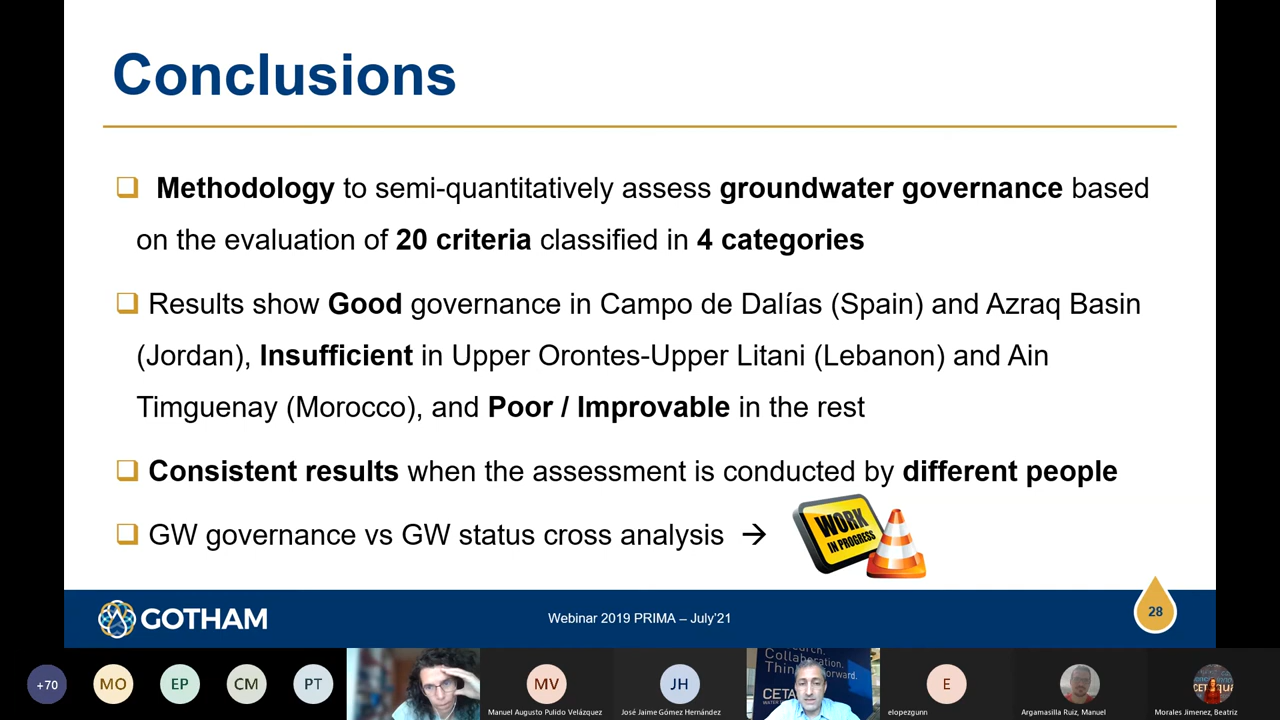 Conclusions
Methodology to semi-quantitatively assess groundwater governance based
on the evaluation of 20 criteria classified in 4 categories
Results show Good governance in Campo de Dalías (Spain) and Azraq Basin
(Jordan), Insufficient in Upper Orontes-Upper Litani (Lebanon) and Ain
Timguenay (Morocco), and Poor / Improvable in the rest
Consistent results when the assessment is conducted by different people
GW governance vs GW status cross analysis →
WORK
IN PROGRESS
GOTHAM
Webinar 2019 PRIMA – July'21
28
+70
MO
EP
CM
PT
MV
Manuel Augusto Pulido Velázquez
JH
José Jaime Gómez Hernández
Collaboration.
CETA
E
elopezgunn
Argamasilla Ruiz, Manuel
Morales Jimenez, Beatriz